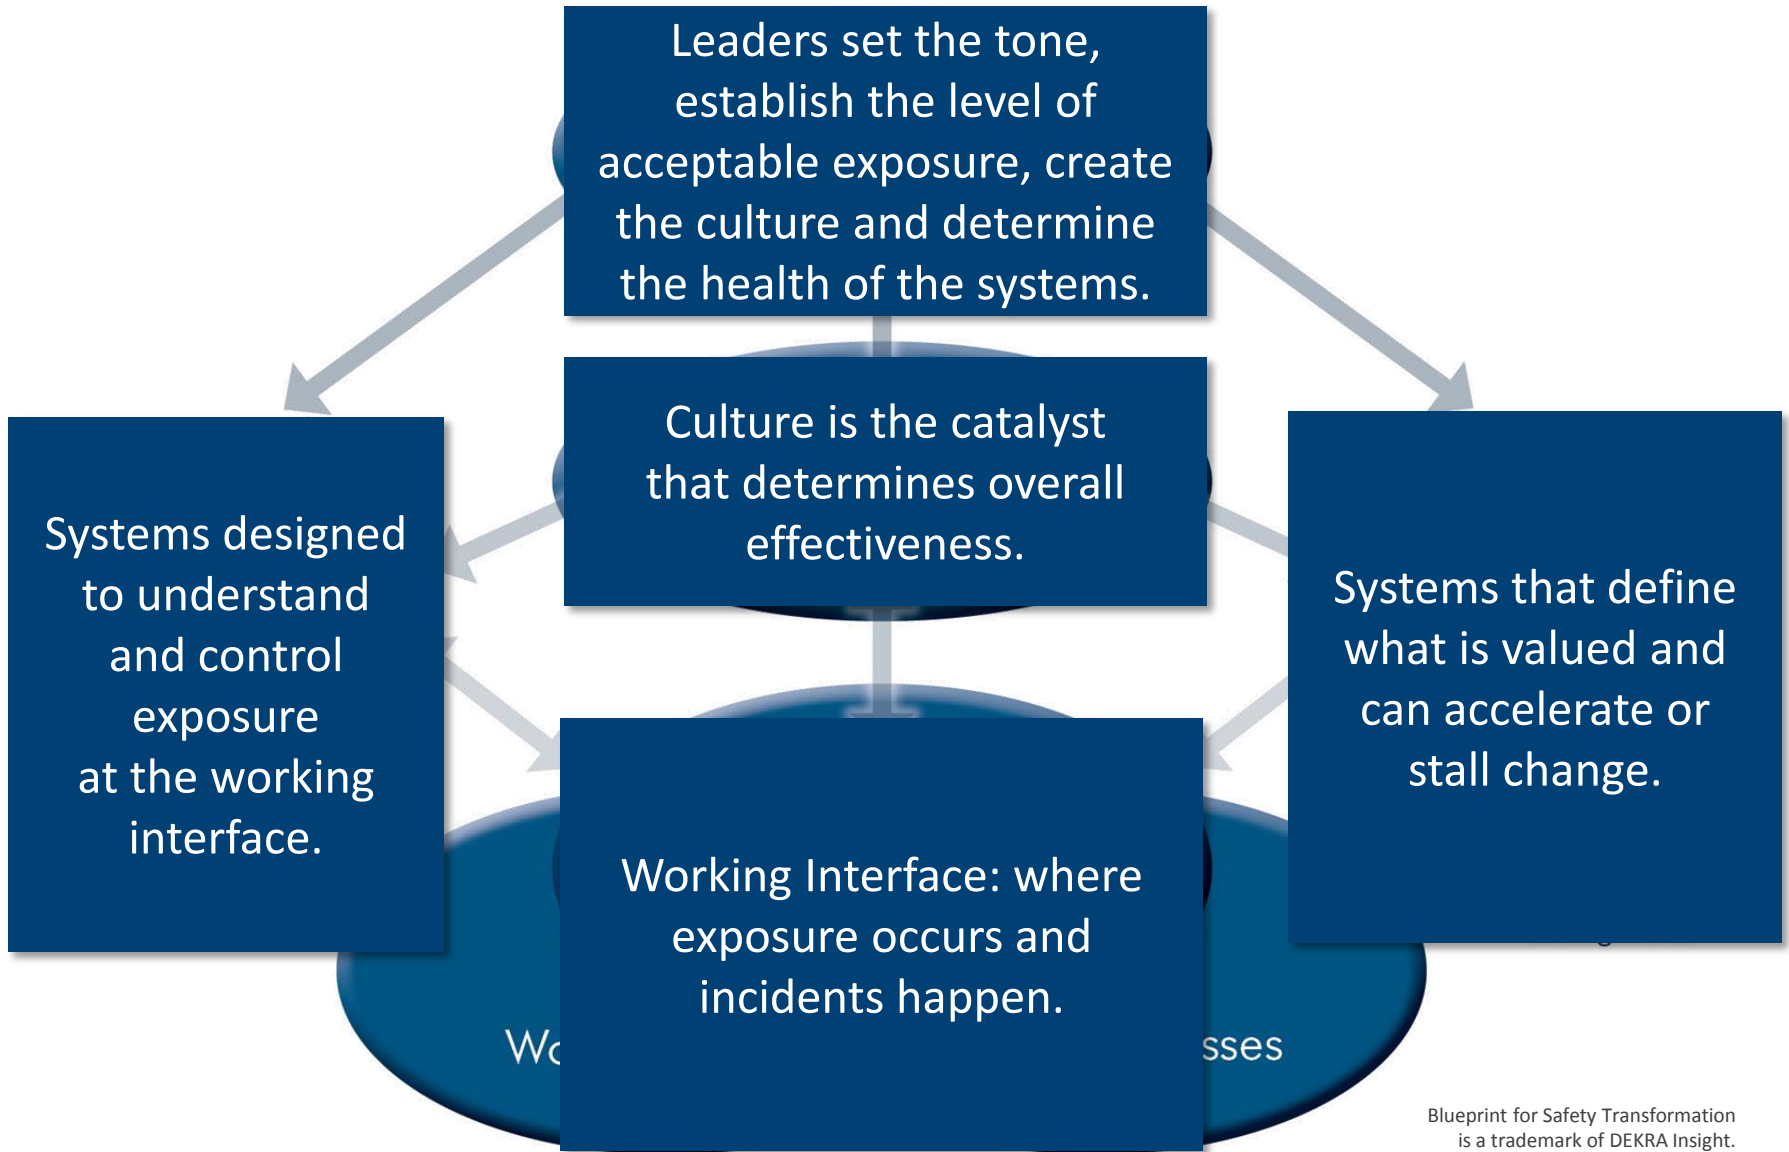 Leaders set the tone,
establish the level of
acceptable exposure, create
the culture and determine
the health of the systems.
Culture is the catalyst
that determines overall
effectiveness.
Systems designed
to understand
and control
exposure
at the working
interface.
Systems that define
what is valued and
can accelerate or
stall change.
Working Interface: where
exposure occurs and
incidents happen.
Blueprint for Safety Transformation
is a trademark of DEKRA Insight.